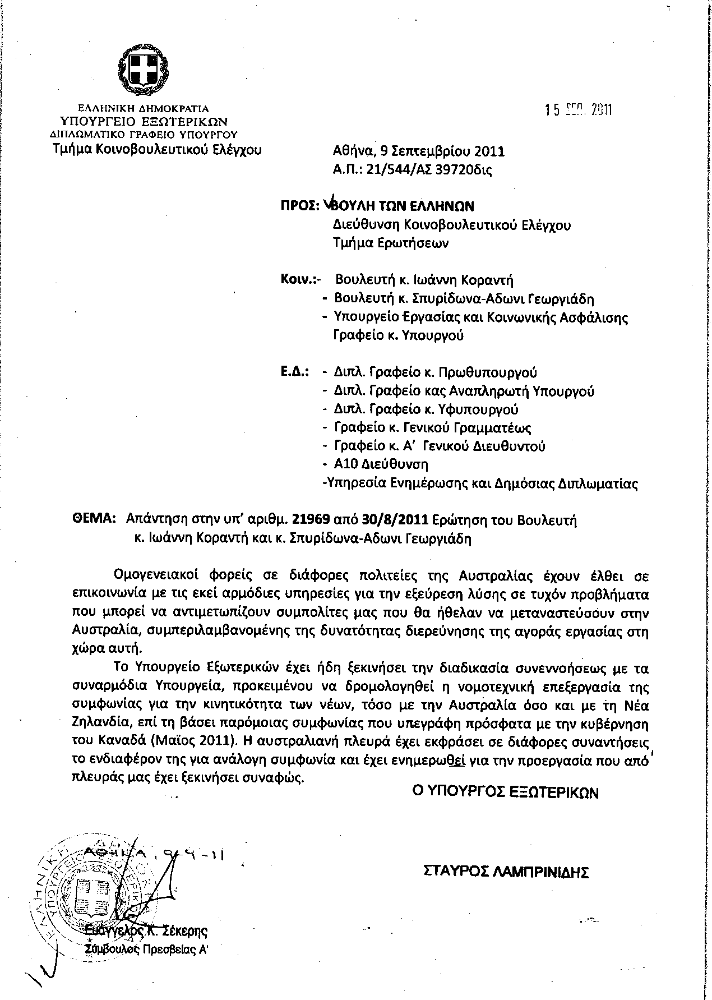 ΕΛΛΗΝΙΚΗ ΔΗΜΟΚΡΑΤΙΑ
ΥΠΟΥΡΓΕΙΟ ΕΞΩΤΕΡΙΚΩΝ
ΔΙΠΛΩΜΑΤΙΚΟ ΓΡΑΦΕΙΟ ΥΠΟΥΡΓΟΥ
Τμήμα Κοινοβουλευτικού Ελέγχου
15 ΣΕΠ. 2011
Αθήνα, 9 Σεπτεμβρίου 2011
Α.Π.: 21/544/ΑΣ 39720δις
ΠΡΟΣ: ΒΟΥΛΗ ΤΩΝ ΕΛΛΗΝΩΝ
Διεύθυνση Κοινοβουλευτικού Ελέγχου
Τμήμα Ερωτήσεων
Κοιν.:- Βουλευτή κ. Ιωάννη Κοραντή
- Βουλευτή κ. Σπυρίδωνα-Αδωνι Γεωργιάδη
- Υπουργείο Εργασίας και Κοινωνικής Ασφάλισης
Γραφείο κ. Υπουργού
Ε.Δ.: - Διπλ. Γραφείο κ. Πρωθυπουργού
- Διπλ. Γραφείο κας Αναπληρωτή Υπουργού
- Διπλ. Γραφείο κ. Υφυπουργού
- Γραφείο κ. Γενικού Γραμματέως
- Γραφείο κ. Α' Γενικού Διευθυντού
- Α10 Διεύθυνση
-Υπηρεσία Ενημέρωσης και Δημόσιας Διπλωματίας
ΘΕΜΑ: Απάντηση στην υπ' αριθμ. 21969 από 30/8/2011 Ερώτηση του Βουλευτή
κ. Ιωάννη Κοραντή και κ. Σπυρίδωνα-Αδωνι Γεωργιάδη
Ομογενειακοί φορείς σε διάφορες πολιτείες της Αυστραλίας έχουν έλθει σε
επικοινωνία με τις εκεί αρμόδιες υπηρεσίες για την εξεύρεση λύσης σε τυχόν προβλήματα
που μπορεί να αντιμετωπίζουν συμπολίτες μας που θα ήθελαν να μεταναστεύσουν στην
Αυστραλία, συμπεριλαμβανομένης της δυνατότητας διερεύνησης της αγοράς εργασίας στη
χώρα αυτή.
Το Υπουργείο Εξωτερικών έχει ήδη ξεκινήσει την διαδικασία συνεννοήσεως με τα
συναρμόδια Υπουργεία, προκειμένου να δρομολογηθεί η νομοτεχνική επεξεργασία της
συμφωνίας για την κινητικότητα των νέων, τόσο με την Αυστραλία όσο και με τη Νέα
Ζηλανδία, επί τη βάσει παρόμοιας συμφωνίας που υπεγράφη πρόσφατα με την κυβέρνηση
του Καναδά (Μαϊος 2011). Η αυστραλιανή πλευρά έχει εκφράσει σε διάφορες συναντήσεις
το ενδιαφέρον της για ανάλογη συμφωνία και έχει ενημερωθεί για την προεργασία που από
πλευράς μας έχει ξεκινήσει συναφώς.
Ο ΥΠΟΥΡΓΟΣ ΕΞΩΤΕΡΙΚΩΝ
ΑΘΗΝΑ, 9-9-11
ΣΤΑΥΡΟΣ ΛΑΜΠΡΙΝΙΔΗΣ
Ευάγγελος Κ. Σέκερης
Σύμβουλος Πρεσβείας Α'